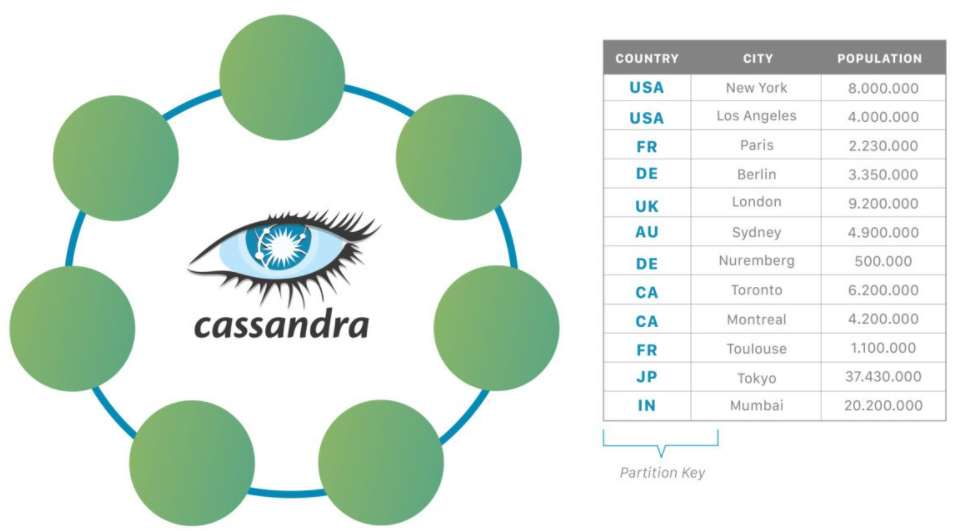 cassandra
COUNTRY CITY POPULATION
USA New York 8.000.000
USA Los Angeles 4.000.000
FR Paris 2.230.000
DE Berlin 3.350.000
UK London 9.200.000
AU Sydney 4.900.000
DE Nuremberg 500.000
CA Toronto 6.200.000
CA Montreal 4.200.000
FR Toulouse 1.100.000
JP Tokyo 37.430.000
IN Mumbai 20.200.000
Partition Key